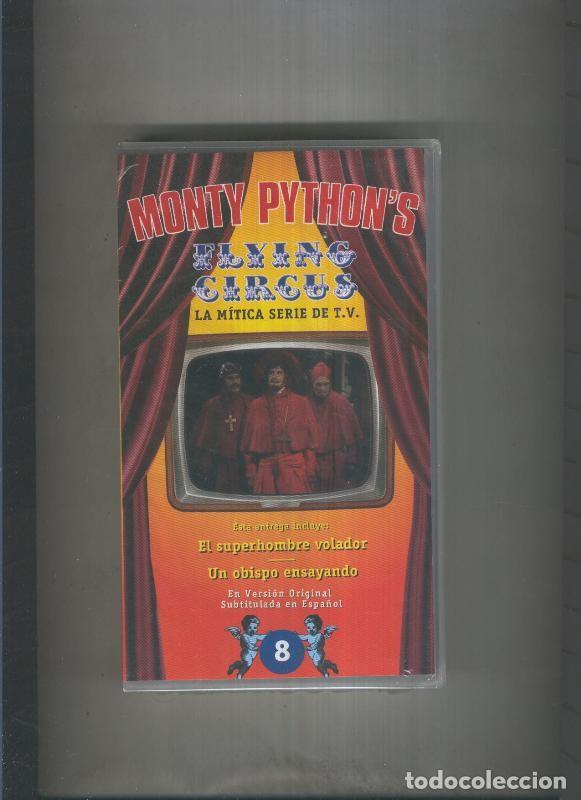 MONTY PYTHON'S
FLYING
CIRCUS
LA MÍTICA SERIE DE T.V.
Esta entrega incluye:
El superhombre volador
Un obispo ensayando
En Versión Original
Subtitulada en Español
8
todocoleccion.net